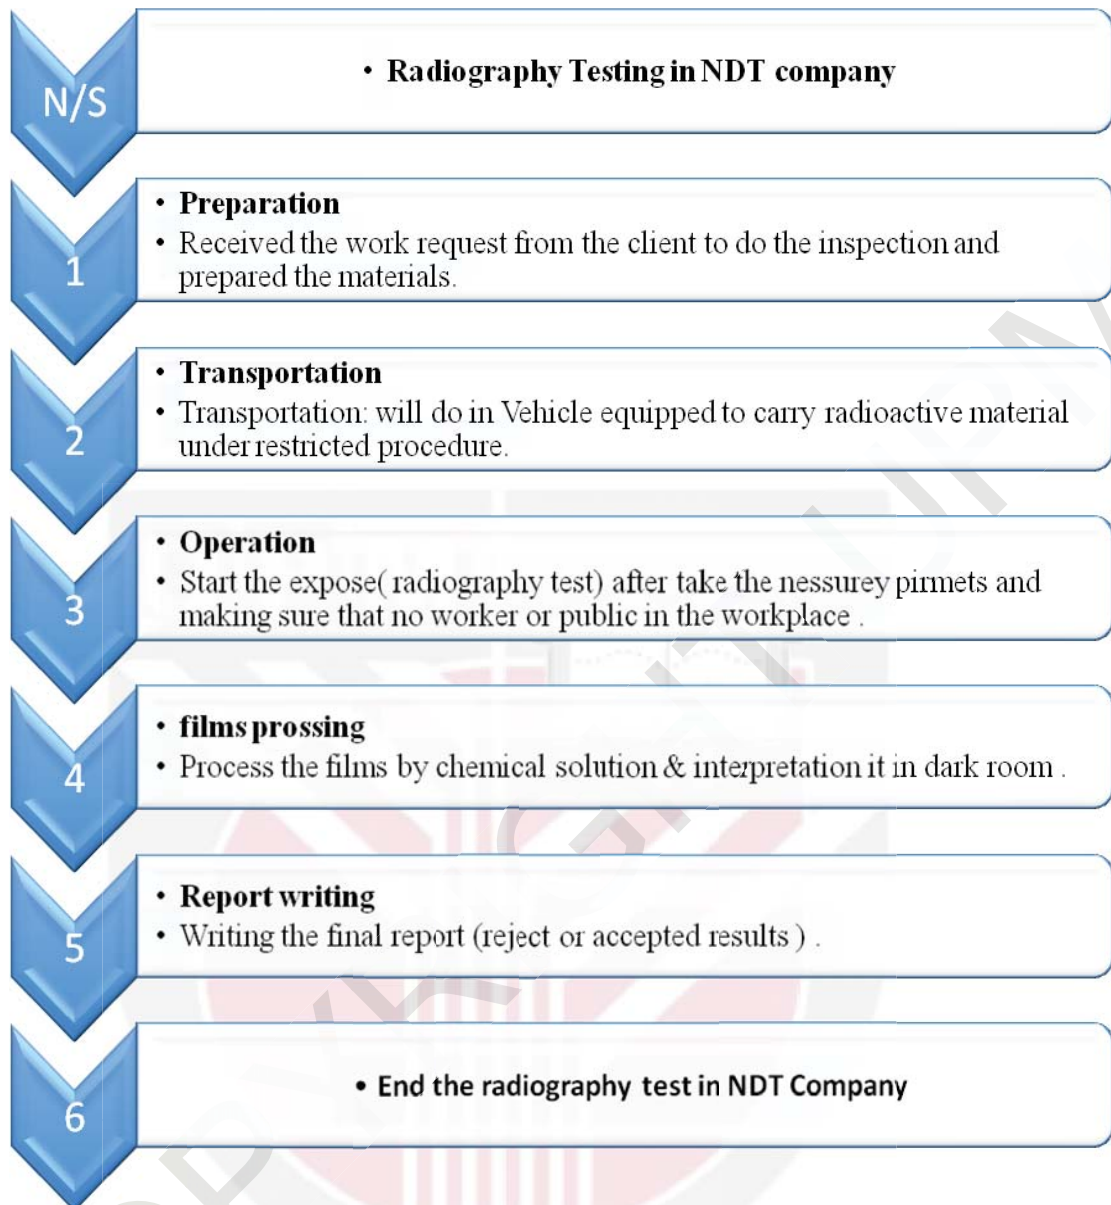 N/S
• Radiography Testing in NDT company
1
• Preparation
• Received the work request from the client to do the inspection and
prepared the materials.
2
• Transportation
• Transportation: will do in Vehicle equipped to carry radioactive material
under restricted procedure.
3
• Operation
• Start the expose( radiography test) after take the nessurey pirmets and
making sure that no worker or public in the workplace .
4
• films prossing
• Process the films by chemical solution & interpretation it in dark room .
5
• Report writing
• Writing the final report (reject or accepted results ) .
6
• End the radiography test in NDT Company